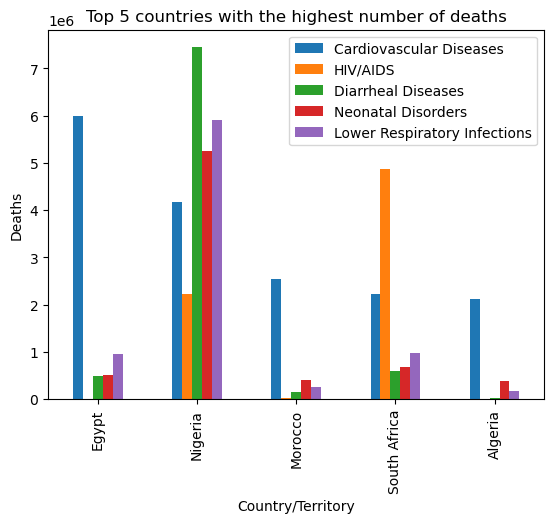 Top 5 countries with the highest number of deaths
1e6
Cardiovascular Diseases
HIV/AIDS
Diarrheal Diseases
Neonatal Disorders
Lower Respiratory Infections
7
6
5
4
3
2
1
0
Deaths
Egypt
Nigeria
Morocco
South Africa
Algeria
Country/Territory